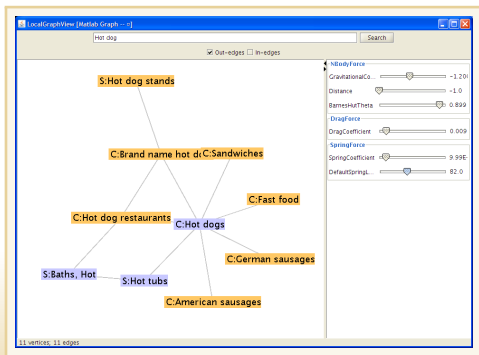 LocalGraphView [Matlab Graph --
Hot dog
Search
Out-edges
In-edges
S:Hot dog stands
C:Brand name hot
C:Sandwiches
C:Fast food
C:Hot dog restaurants
C:Hot dogs
C:German sausages
S:Baths, Hot
S:Hot tubs
C:American sausages
NBodyForce
GravitationalCo... -1.20
Distance -1.0
BarnesHutTheta 0.899
DragForce
DragCoefficient 0.009
SpringForce
SpringCoefficient 9.99E-
DefaultSpringL... 82.0
11 vertices; 11 edges